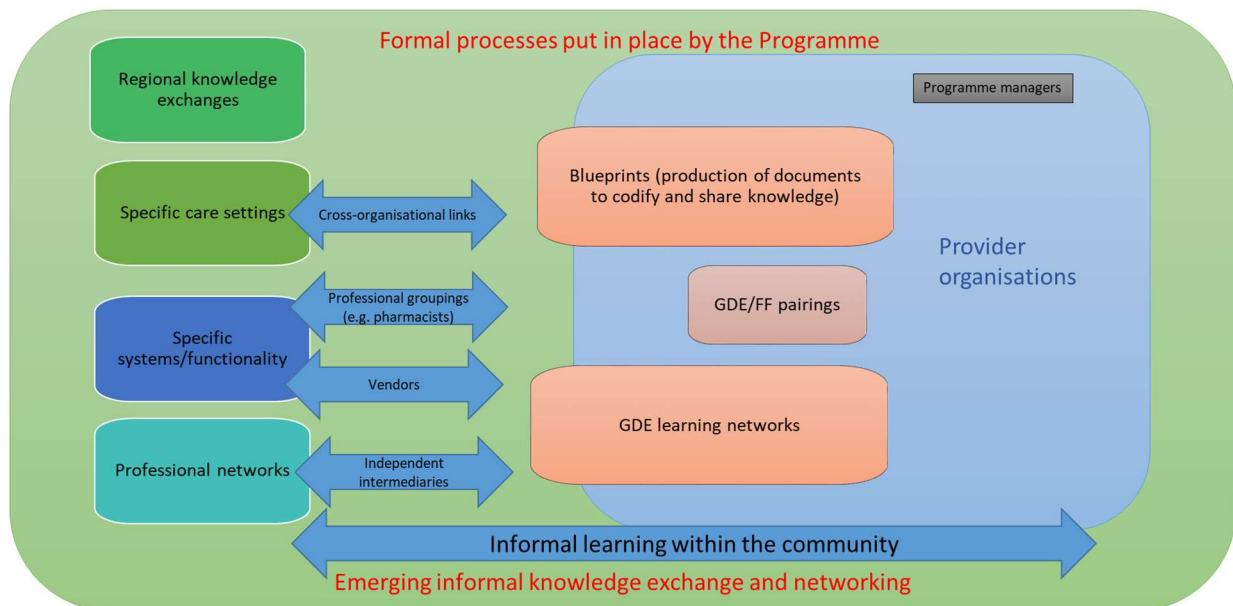 Formal processes put in place by the Programme
Regional knowledge
exchanges
Programme managers
Blueprints (production of documents
to codify and share knowledge)
Specific care settings
Cross-organisational links
Provider
organisations
Professional groupings
(e.g. pharmacists)
GDE/FF pairings
Specific
systems/functionality
Vendors
GDE learning networks
Professional networks
Independent
intermediaries
Informal learning within the community
Emerging informal knowledge exchange and networking